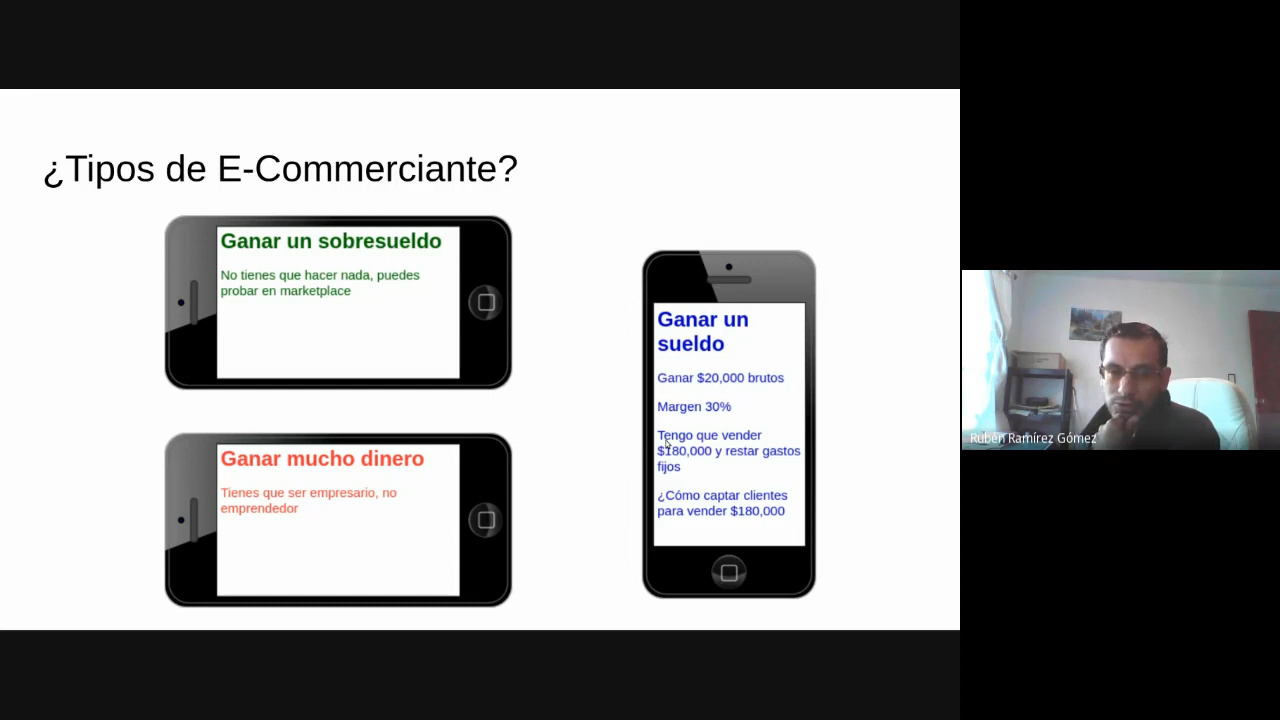 ¿Tipos de E-Commerciante?
Ganar un sobresueldo
No tienes que hacer nada, puedes
probar en marketplace
Ganar mucho dinero
Tienes que ser empresario, no
emprendedor
Ganar un
sueldo
Ganar $20,000 brutos
Margen 30%
Tengo que vender
$180,000 y restar gastos
fijos
¿Cómo captar clientes
para vender $180,000
Rubén Ramírez Gómez